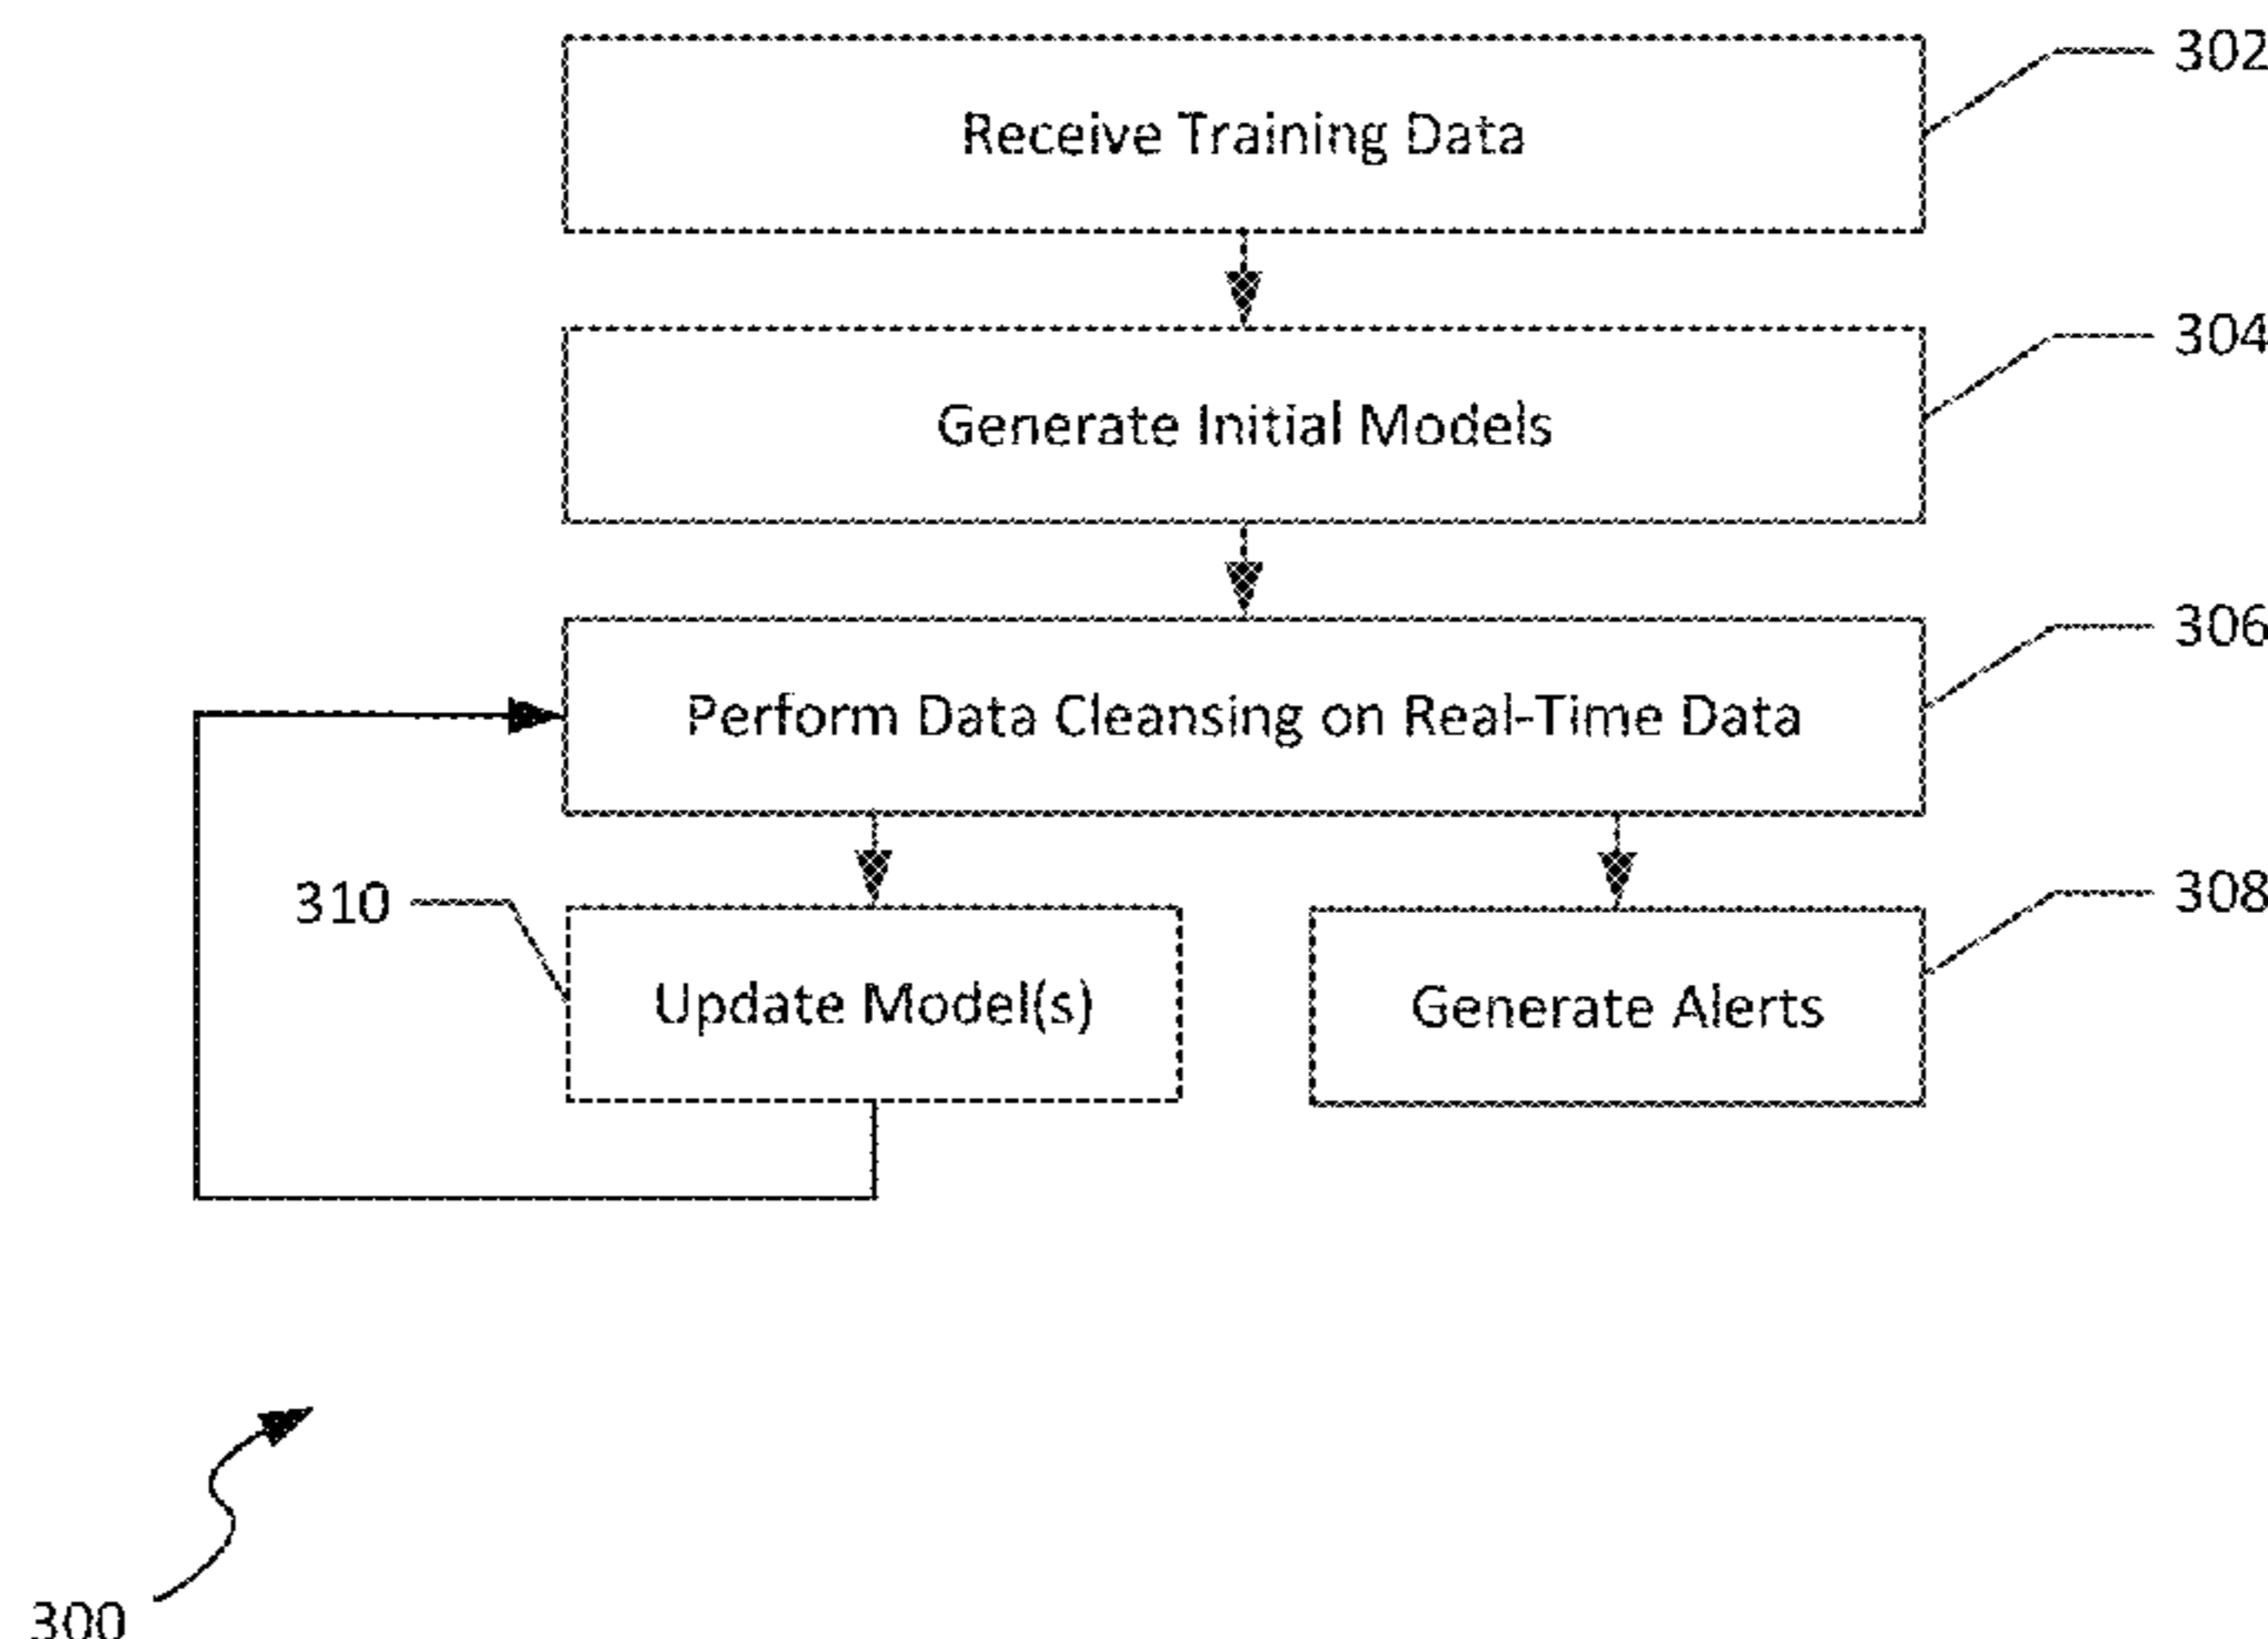 Receive Training Data
302
Generate Initial Models
304
Perform Data Cleansing on Real-Time Data
306
310
Update Model(s)
Generate Alerts
308
300